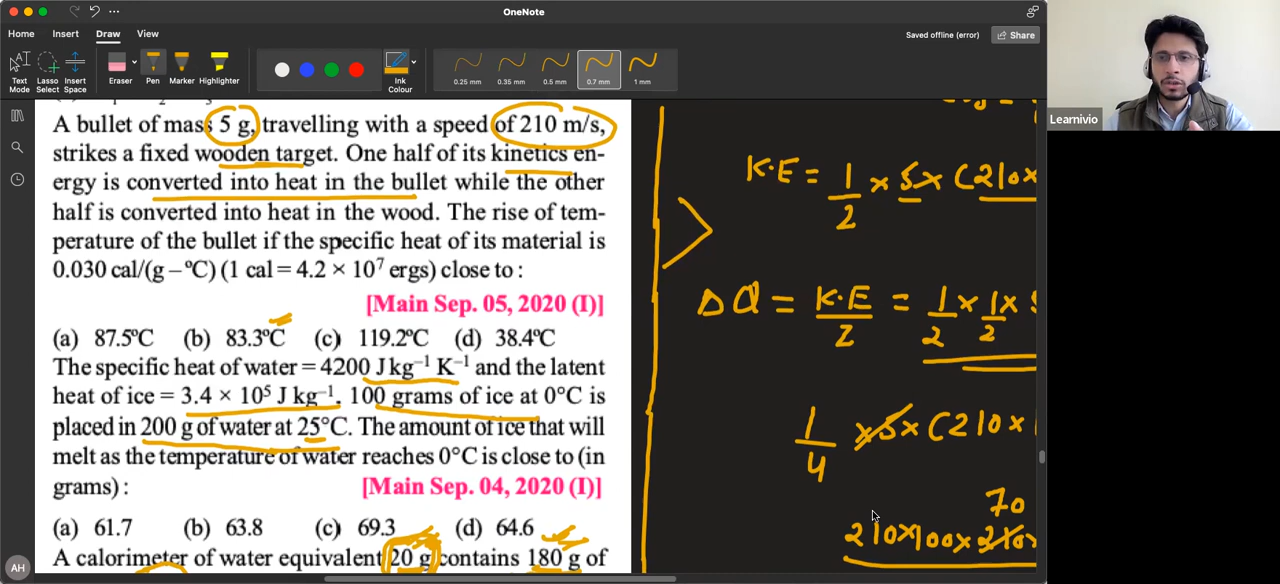 OneNote
Home Insert Draw View
Saved offline (error) Share
Text Mode Lasso Select Insert Space Eraser Pen Marker Highlighter Ink Colour 0.25 mm 0.35 mm 0.5 mm 0.7 mm 1 mm
Learnivio
A bullet of mass 5 g, travelling with a speed of 210 m/s,
strikes a fixed wooden target. One half of its kinetics en-
ergy is converted into heat in the bullet while the other
half is converted into heat in the wood. The rise of tem-
perature of the bullet if the specific heat of its material is
0.030 cal/(g – ºC) (1 cal = 4.2 × 10⁷ ergs) close to :
[Main Sep. 05, 2020 (I)]
(a) 87.5ºC (b) 83.3ºC (c) 119.2ºC (d) 38.4ºC
The specific heat of water = 4200 J kg⁻¹ K⁻¹ and the latent
heat of ice = 3.4 × 10⁵ J kg⁻¹. 100 grams of ice at 0°C is
placed in 200 g of water at 25°C. The amount of ice that will
melt as the temperature of water reaches 0°C is close to (in
grams) :
[Main Sep. 04, 2020 (I)]
(a) 61.7 (b) 63.8 (c) 69.3 (d) 64.6
A calorimeter of water equivalent 20 g contains 180 g of
K.E = 1/2 × 5 × (210×
ΔQ = K.E/2 = 1/2 × 1/2 ×
1/4 × 5 × (210 ×
70
210×100× 210×
AH